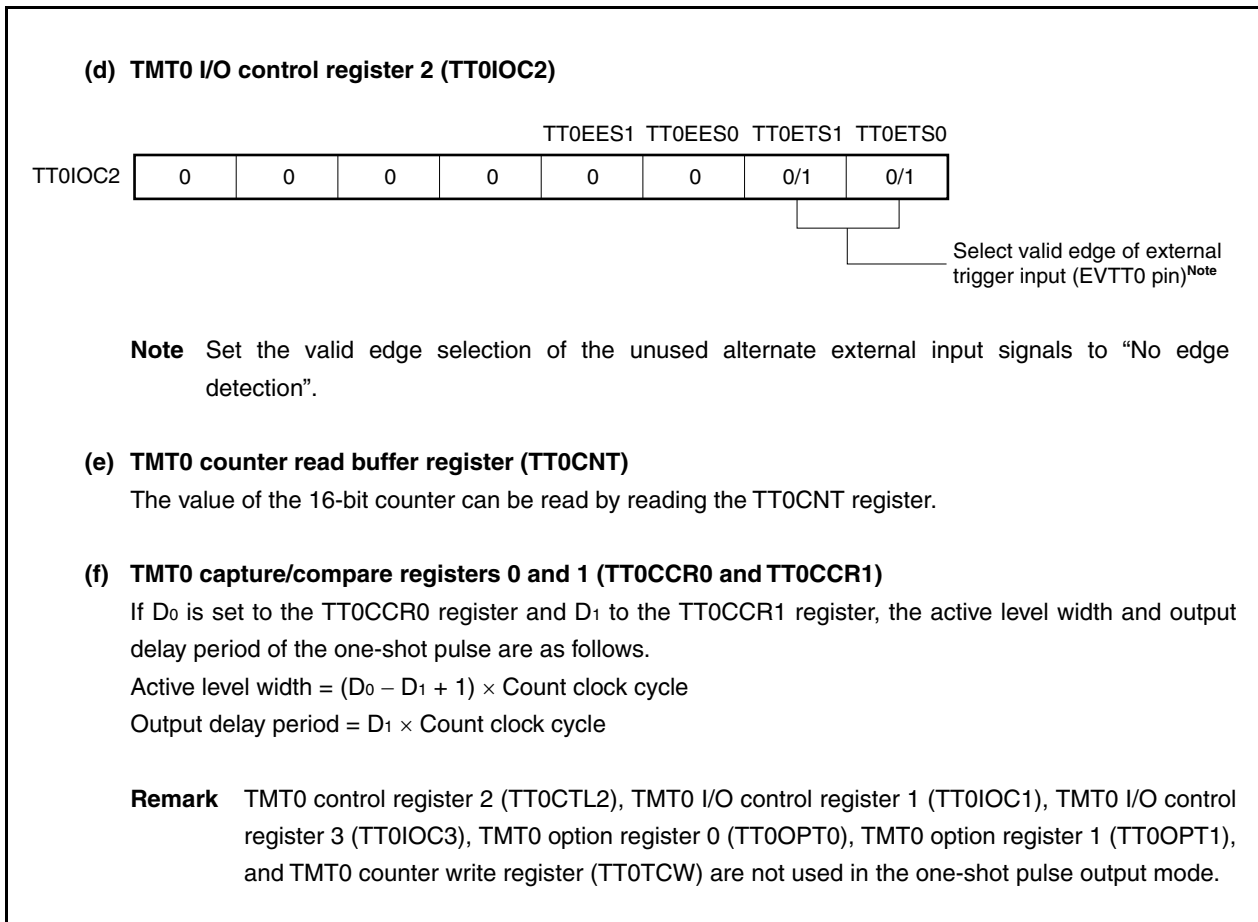 (d) TMT0 I/O control register 2 (TT0IOC2)
TT0EES1 TT0EES0 TT0ETS1 TT0ETS0
TT0IOC2 0 0 0 0 0 0 0/1 0/1
Select valid edge of external
trigger input (EVTT0 pin)Note
Note Set the valid edge selection of the unused alternate external input signals to “No edge
detection”.
(e) TMT0 counter read buffer register (TT0CNT)
The value of the 16-bit counter can be read by reading the TT0CNT register.
(f) TMT0 capture/compare registers 0 and 1 (TT0CCR0 and TT0CCR1)
If D0 is set to the TT0CCR0 register and D1 to the TT0CCR1 register, the active level width and output
delay period of the one-shot pulse are as follows.
Active level width = (D0 − D1 + 1) × Count clock cycle
Output delay period = D1 × Count clock cycle
Remark TMT0 control register 2 (TT0CTL2), TMT0 I/O control register 1 (TT0IOC1), TMT0 I/O control
register 3 (TT0IOC3), TMT0 option register 0 (TT0OPT0), TMT0 option register 1 (TT0OPT1),
and TMT0 counter write register (TT0TCW) are not used in the one-shot pulse output mode.